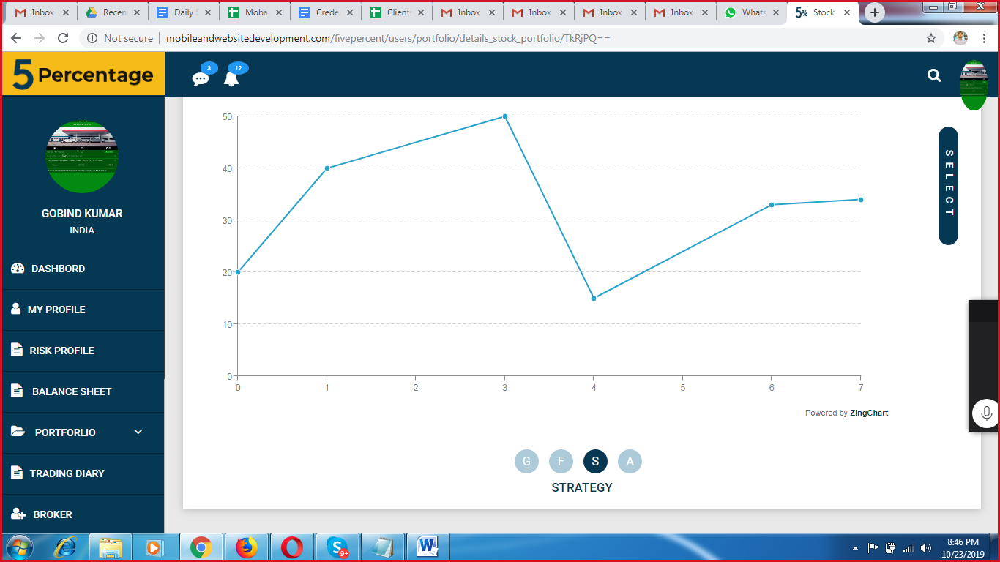 Inbox
Recen
Daily S
Moba
Crede
Client
Inbox
Inbox
Inbox
Inbox
Whats
5% Stock
Not secure | mobileandwebsitedevelopment.com/fivepercent/users/portfolio/details_stock_portfolio/TkRjPQ==
5 Percentage
3
12
GOBIND KUMAR
INDIA
DASHBORD
MY PROFILE
RISK PROFILE
BALANCE SHEET
PORTFORLIO
TRADING DIARY
BROKER
50
40
30
20
10
0
0 1 2 3 4 5 6 7
Powered by ZingChart
SELECT
G F S A
STRATEGY
9+
8:46 PM
10/23/2019